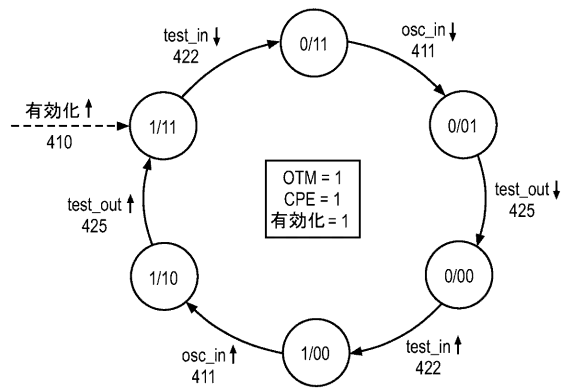 test_in ↓
422
0/11
osc_in ↓
411
有効化 ↑
410
1/11
0/01
OTM = 1
CPE = 1
有効化 = 1
test_out ↑
425
test_out ↓
425
1/10
0/00
osc_in ↑
411
1/00
test_in ↑
422